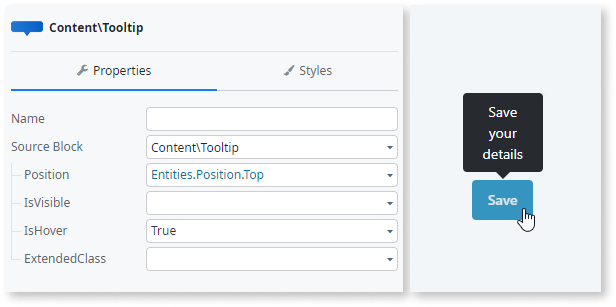 Content\Tooltip
Properties
Styles
Name
Source Block
Content\Tooltip
Position
Entities.Position.Top
IsVisible
IsHover
True
ExtendedClass
Save
your
details
Save